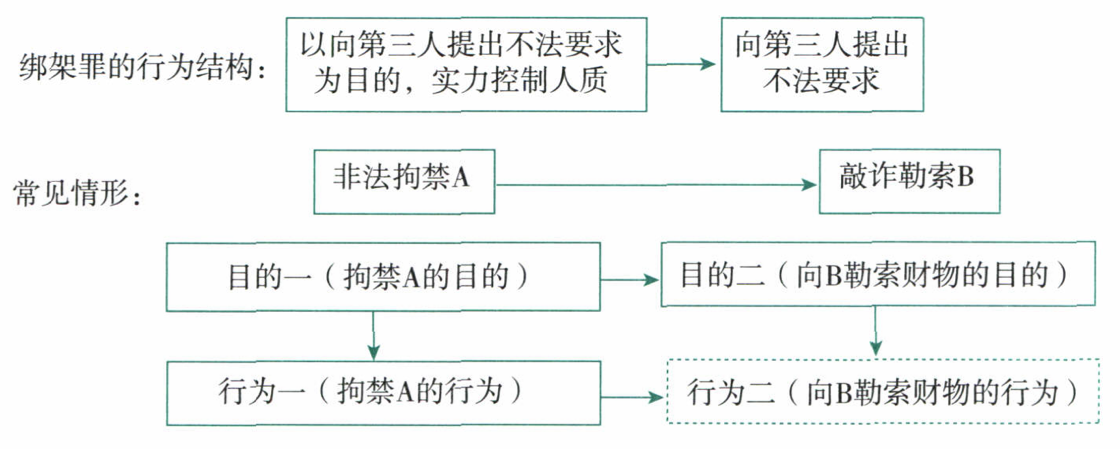 绑架罪的行为结构：
以向第三人提出不法要求
为目的，实力控制人质
向第三人提出
不法要求
常见情形：
非法拘禁A
敲诈勒索B
目的一（拘禁A的目的）
目的二（向B勒索财物的目的）
行为一（拘禁A的行为）
行为二（向B勒索财物的行为）